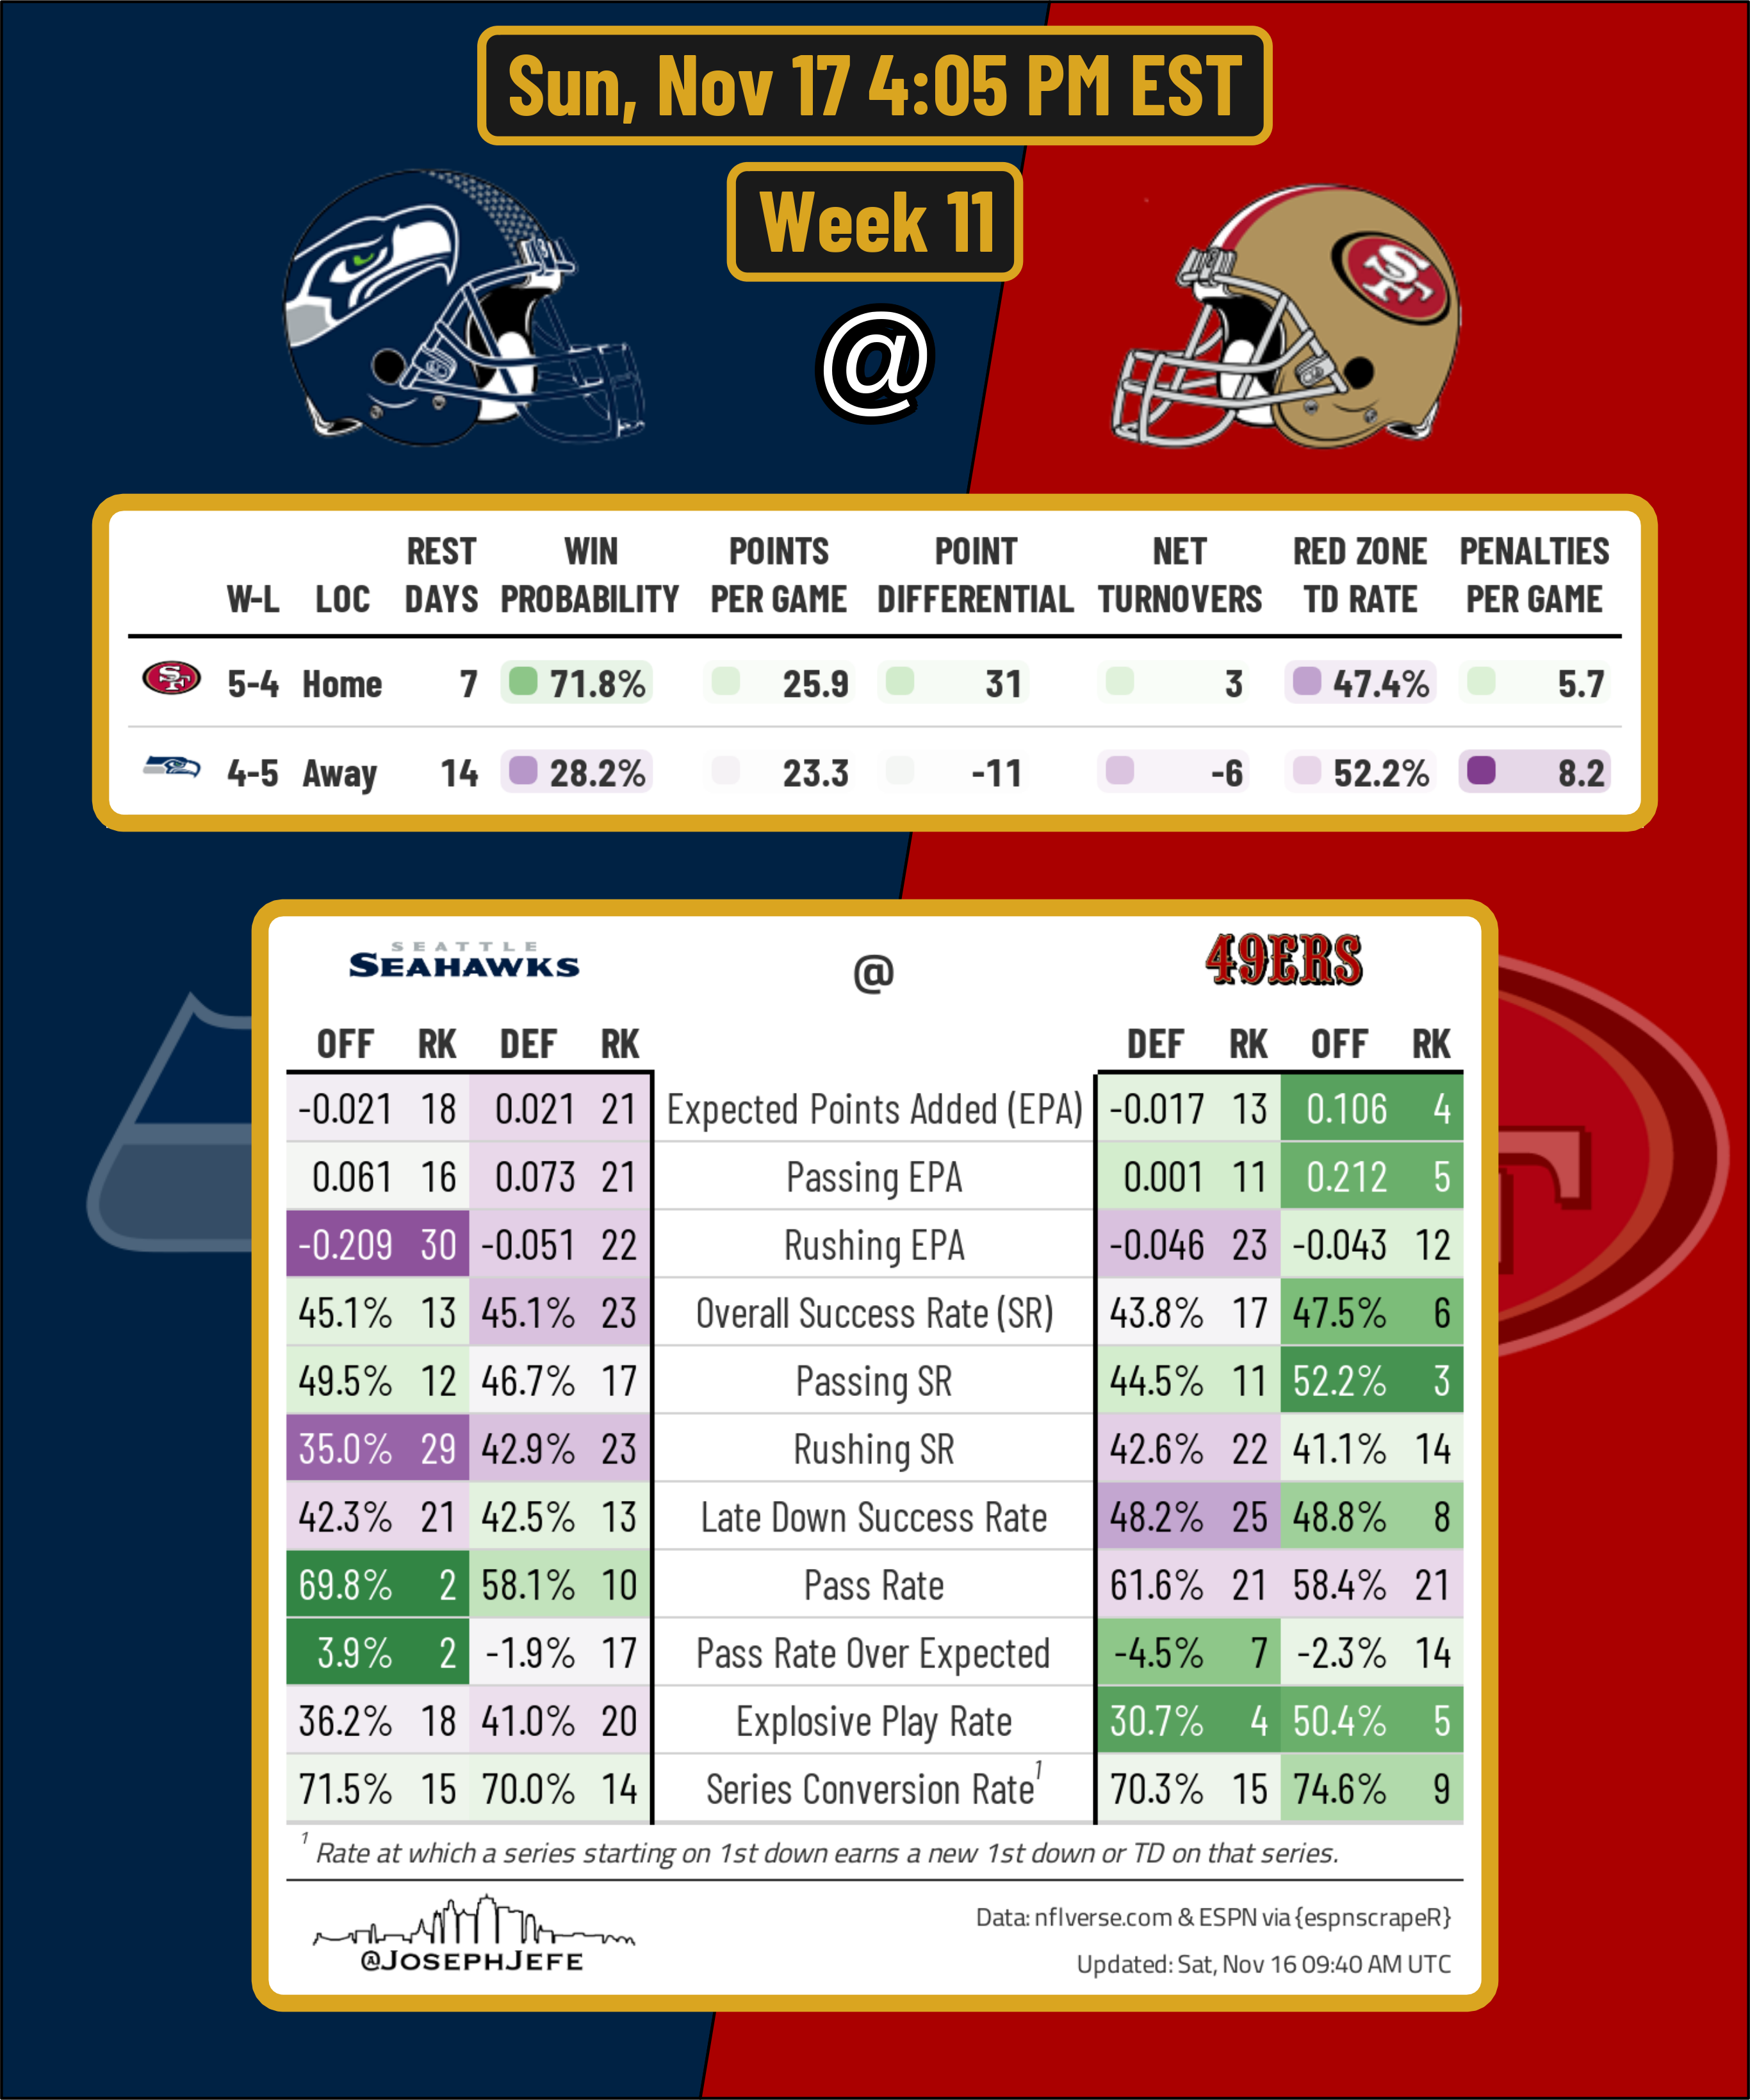 Sun, Nov 17 4:05 PM EST
Week 11
@
SF
REST WIN POINTS POINT NET RED ZONE PENALTIES
W-L LOC DAYS PROBABILITY PER GAME DIFFERENTIAL TURNOVERS TD RATE PER GAME
SF 5-4 Home 7 71.8% 25.9 31 3 47.4% 5.7
4-5 Away 14 28.2% 23.3 -11 -6 52.2% 8.2
SEATTLE
SEAHAWKS @ 49ERS
OFF RK DEF RK DEF RK OFF RK
-0.021 18 0.021 21 Expected Points Added (EPA) -0.017 13 0.106 4
0.061 16 0.073 21 Passing EPA 0.001 11 0.212 5
-0.209 30 -0.051 22 Rushing EPA -0.046 23 -0.043 12
45.1% 13 45.1% 23 Overall Success Rate (SR) 43.8% 17 47.5% 6
49.5% 12 46.7% 17 Passing SR 44.5% 11 52.2% 3
35.0% 29 42.9% 23 Rushing SR 42.6% 22 41.1% 14
42.3% 21 42.5% 13 Late Down Success Rate 48.2% 25 48.8% 8
69.8% 2 58.1% 10 Pass Rate 61.6% 21 58.4% 21
3.9% 2 -1.9% 17 Pass Rate Over Expected -4.5% 7 -2.3% 14
36.2% 18 41.0% 20 Explosive Play Rate 30.7% 4 50.4% 5
71.5% 15 70.0% 14 Series Conversion Rate¹ 70.3% 15 74.6% 9
¹ Rate at which a series starting on 1st down earns a new 1st down or TD on that series.
@JOSEPHJEFE
Data: nflverse.com & ESPN via {espnscrapeR}
Updated: Sat, Nov 16 09:40 AM UTC